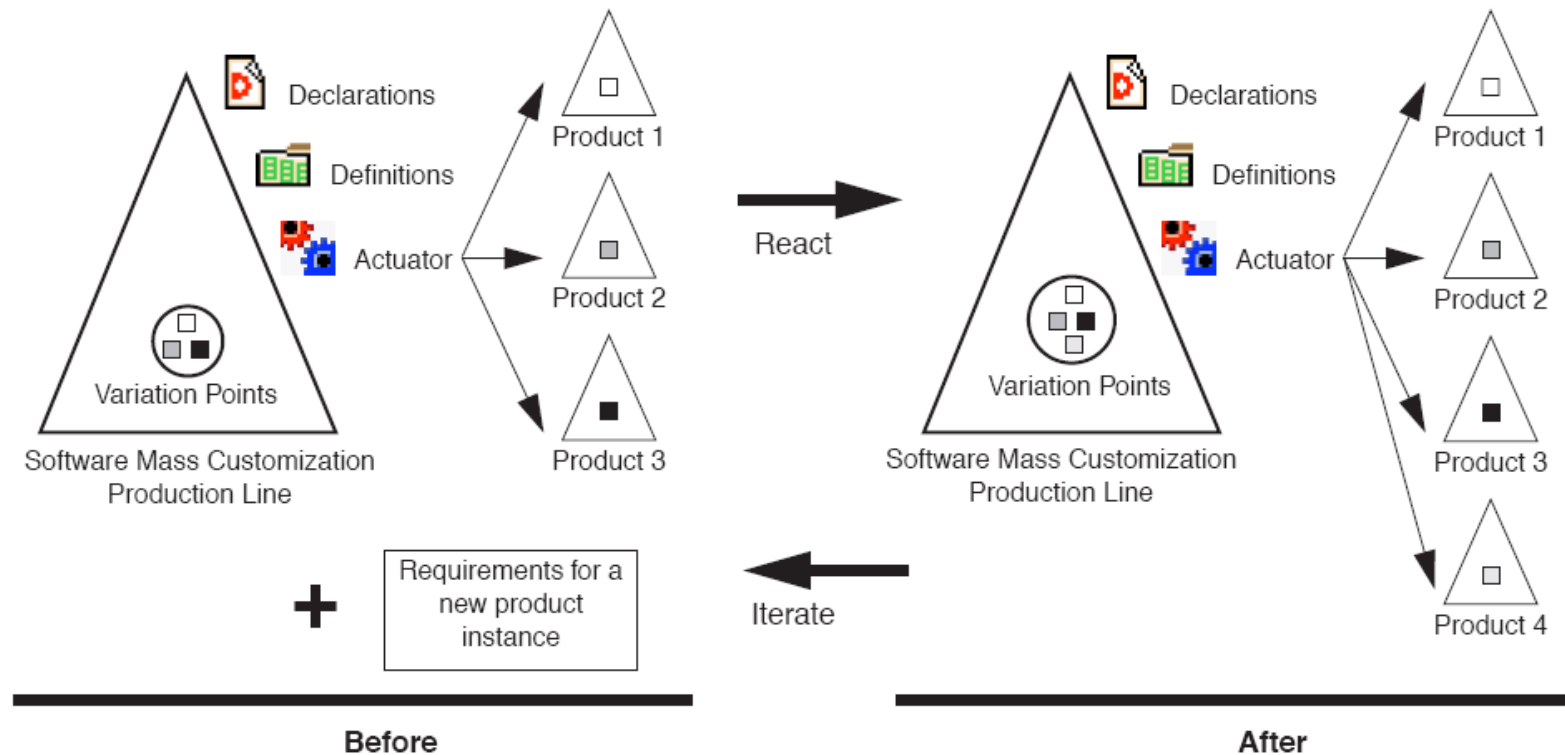 Declarations
Definitions
Actuator
Variation Points
Software Mass Customization
Production Line
Product 1
Product 2
Product 3
+
Requirements for a
new product
instance
Before
React
Iterate
Declarations
Definitions
Actuator
Variation Points
Software Mass Customization
Production Line
Product 1
Product 2
Product 3
Product 4
After